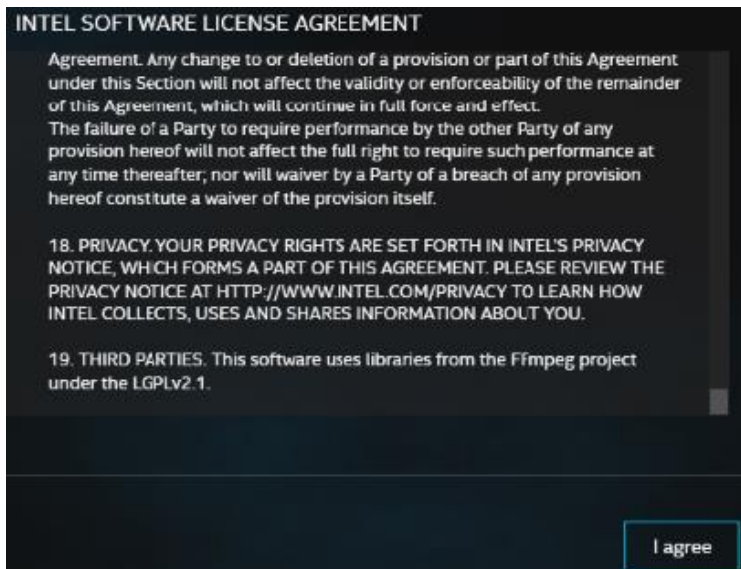 INTEL SOFTWARE LICENSE AGREEMENT
Agreement. Any change to or deletion of a provision or part of this Agreement
under this Section will not affect the validity or enforceability of the remainder
of this Agreement, which will continue in full force and effect.
The failure of a Party to require performance by the other Party of any
provision hereof will not affect the full right to require such performance at
any time thereafter; nor will waiver by a Party of a breach of any provision
hereof constitute a waiver of the provision itself.
18. PRIVACY. YOUR PRIVACY RIGHTS ARE SET FORTH IN INTEL'S PRIVACY
NOTICE, WHICH FORMS A PART OF THIS AGREEMENT. PLEASE REVIEW THE
PRIVACY NOTICE AT HTTP://WWW.INTEL.COM/PRIVACY TO LEARN HOW
INTEL COLLECTS, USES AND SHARES INFORMATION ABOUT YOU.
19. THIRD PARTIES. This software uses libraries from the FFmpeg project
under the LGPLv2.1.
I agree